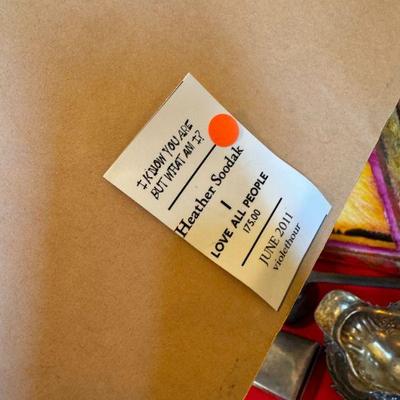 I KNOW YOU ARE
BUT WHAT AM I?
Heather Soodak
I
LOVE ALL PEOPLE
175.00
JUNE 2011
violethour